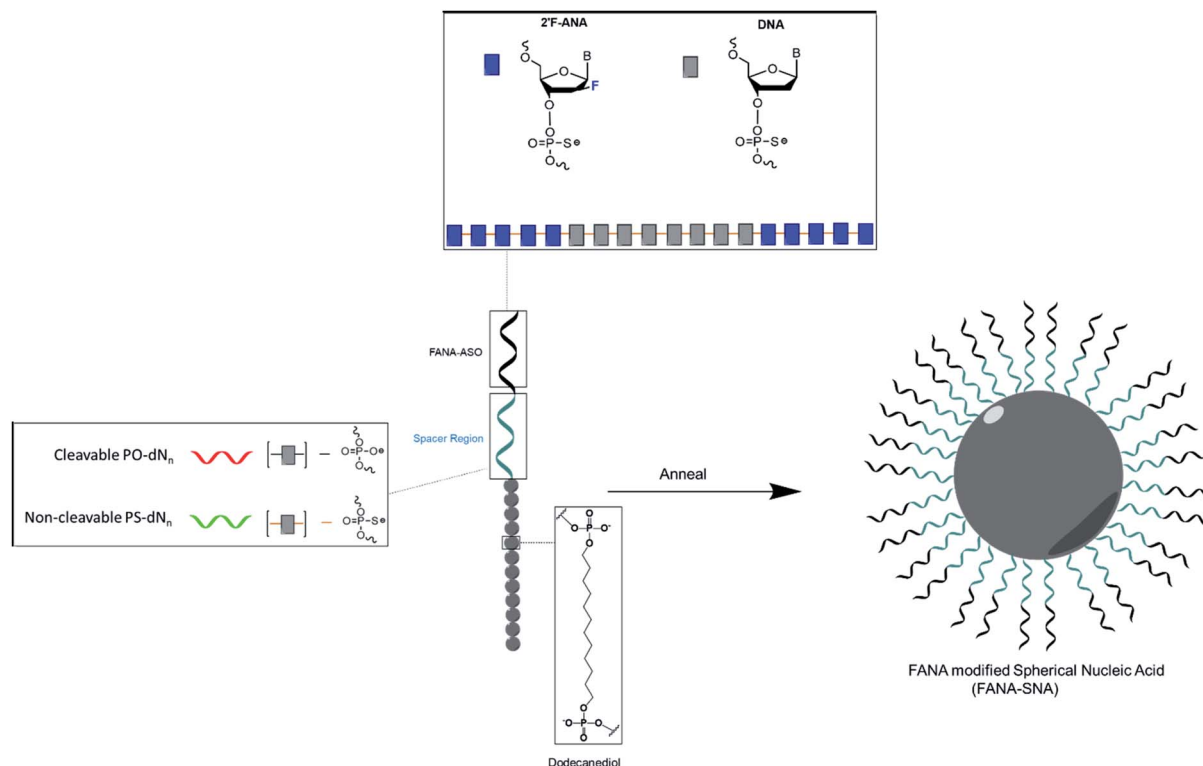 2'F-ANA
DNA
O
B
O
F
O
O
O=P–S⊖
O
O
B
O
O
O
O=P–S⊖
O
FANA-ASO
Spacer Region
Cleavable PO-dNn
O=P–O⊖
O
O
Non-cleavable PS-dNn
O=P–S⊖
O
O
Anneal
O
O–P–O-
O
O
-O–P–O
O
Dodecanediol
FANA modified Spherical Nucleic Acid
(FANA-SNA)